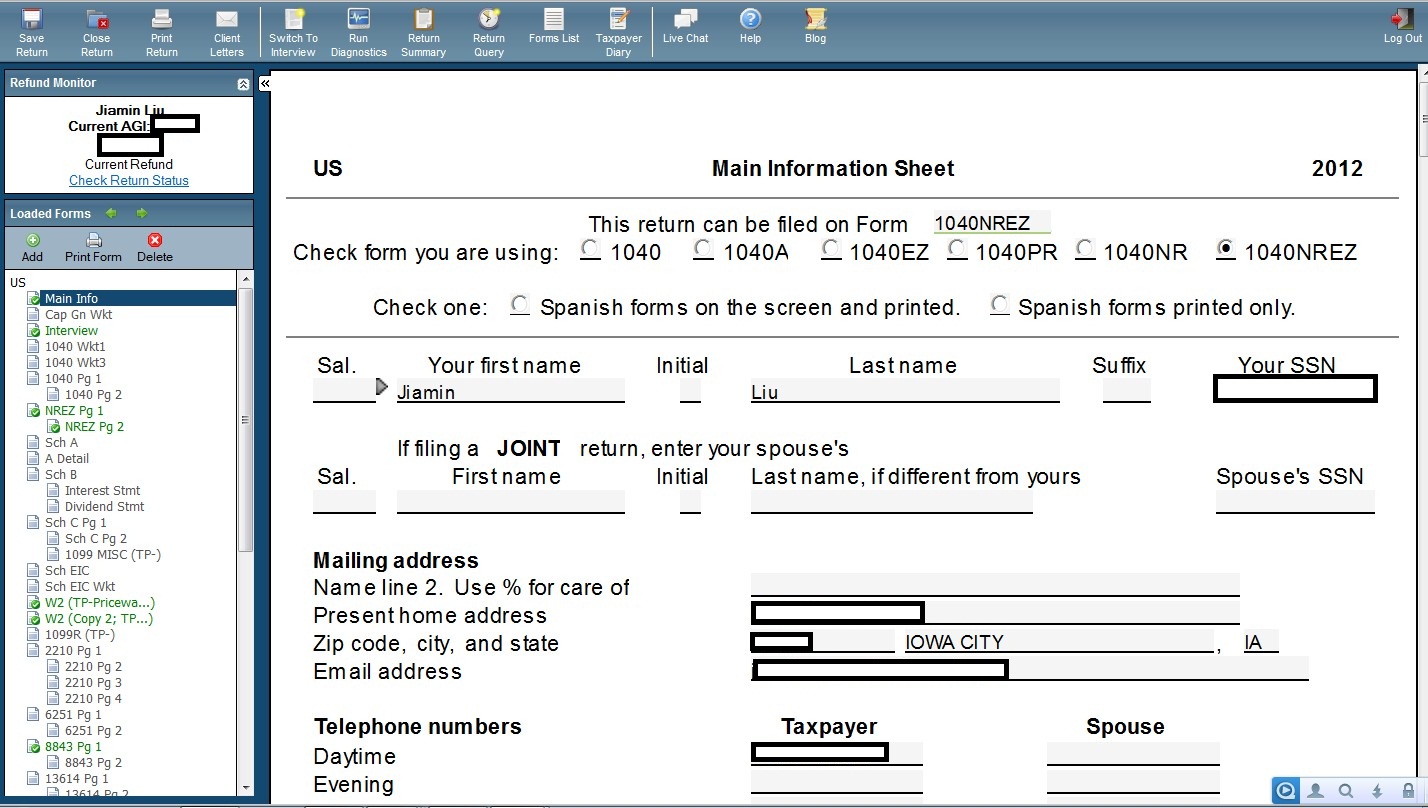 Save Return Close Return Print Return Client Letters Switch To Interview Run Diagnostics Return Summary Return Query Forms List Taxpayer Diary Live Chat Help Blog Log Out
Refund Monitor
Jiamin Liu
Current AGI:
Current Refund
Check Return Status
Loaded Forms
Add Print Form Delete
US
Main Info
Cap Gn Wkt
Interview
1040 Wkt1
1040 Wkt3
1040 Pg 1
1040 Pg 2
NREZ Pg 1
NREZ Pg 2
Sch A
A Detail
Sch B
Interest Stmt
Dividend Stmt
Sch C Pg 1
Sch C Pg 2
1099 MISC (TP-)
Sch EIC
Sch EIC Wkt
W2 (TP-Pricewa...)
W2 (Copy 2; TP...)
1099R (TP-)
2210 Pg 1
2210 Pg 2
2210 Pg 3
2210 Pg 4
6251 Pg 1
6251 Pg 2
8843 Pg 1
8843 Pg 2
13614 Pg 1
13614 Pg 2
US Main Information Sheet 2012
This return can be filed on Form 1040NREZ
Check form you are using: 1040 1040A 1040EZ 1040PR 1040NR 1040NREZ
Check one: Spanish forms on the screen and printed. Spanish forms printed only.
Sal. Your first name Initial Last name Suffix Your SSN
Jiamin Liu
If filing a JOINT return, enter your spouse's
Sal. First name Initial Last name, if different from yours Spouse's SSN
Mailing address
Name line 2. Use % for care of
Present home address
Zip code, city, and state IOWA CITY , IA
Email address
Telephone numbers Taxpayer Spouse
Daytime
Evening